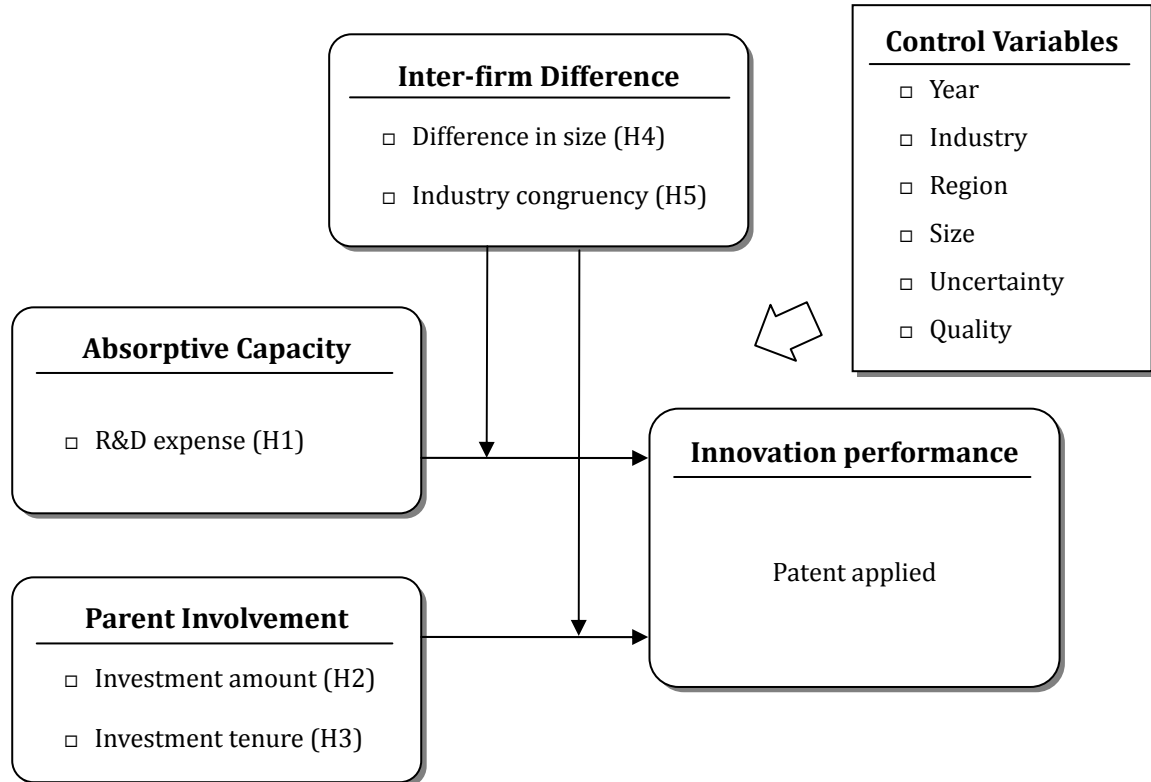 Inter-firm Difference
□ Difference in size (H4)
□ Industry congruency (H5)
Control Variables
□ Year
□ Industry
□ Region
□ Size
□ Uncertainty
□ Quality
Absorptive Capacity
□ R&D expense (H1)
Innovation performance
Patent applied
Parent Involvement
□ Investment amount (H2)
□ Investment tenure (H3)